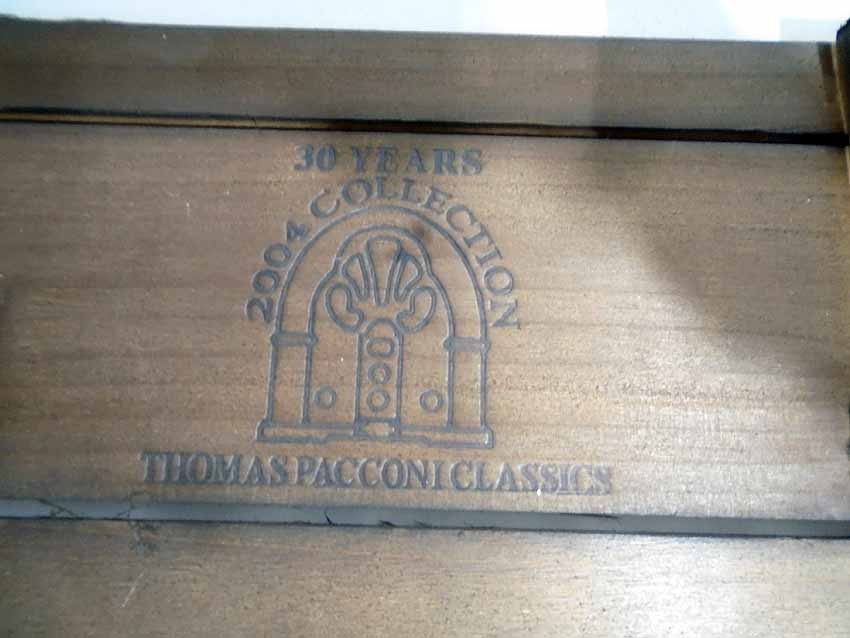 30 YEARS
2004 COLLECTION
THOMAS PACCONI CLASSICS